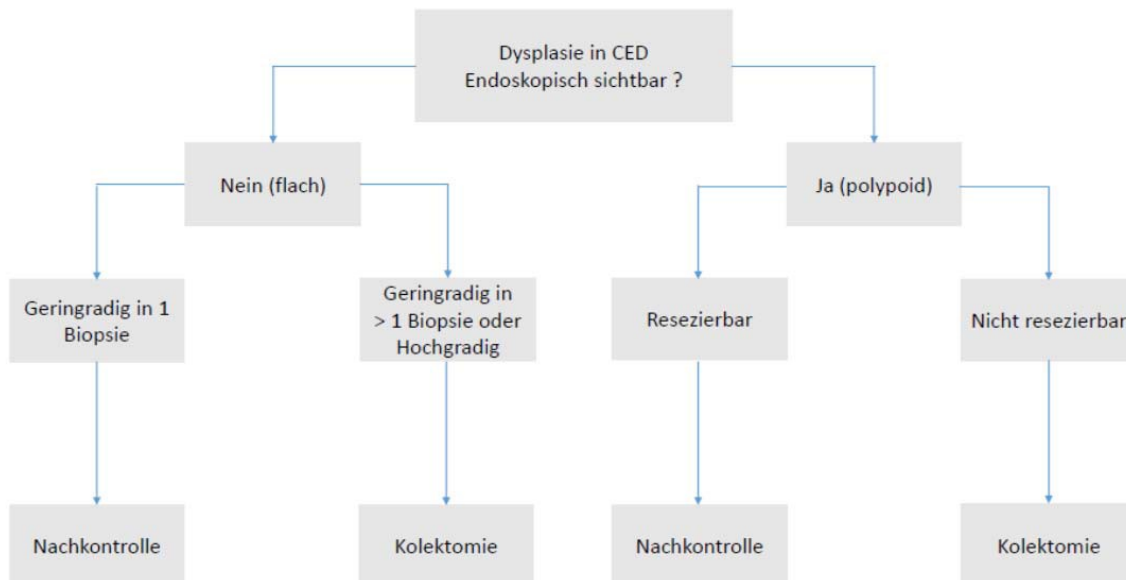 Dysplasie in CED
Endoskopisch sichtbar ?
Nein (flach)
Ja (polypoid)
Geringradig in 1
Biopsie
Geringradig in
> 1 Biopsie oder
Hochgradig
Resezierbar
Nicht resezierbar
Nachkontrolle
Kolektomie
Nachkontrolle
Kolektomie